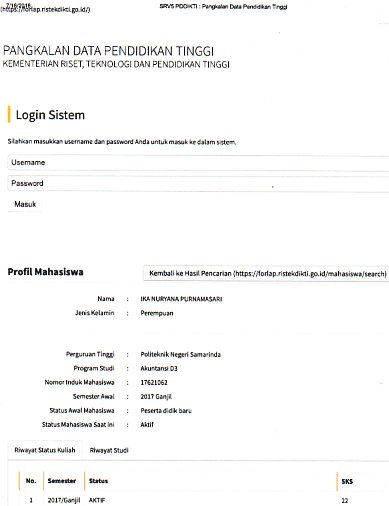 7/18/2018 SRV5 PDDIKTI : Pangkalan Data Pendidikan Tinggi
(https://forlap.ristekdikti.go.id/)
PANGKALAN DATA PENDIDIKAN TINGGI
KEMENTERIAN RISET, TEKNOLOGI DAN PENDIDIKAN TINGGI
Login Sistem
Silahkan masukkan username dan password Anda untuk masuk ke dalam sistem.
Username
Password
Masuk
Profil Mahasiswa Kembali ke Hasil Pencarian (https://forlap.ristekdikti.go.id/mahasiswa/search)
Nama : IKA NURYANA PURNAMASARI
Jenis Kelamin : Perempuan
Perguruan Tinggi : Politeknik Negeri Samarinda
Program Studi : Akuntansi D3
Nomor Induk Mahasiswa : 17621062
Semester Awal : 2017 Ganjil
Status Awal Mahasiswa : Peserta didik baru
Status Mahasiswa Saat ini : Aktif
Riwayat Status Kuliah Riwayat Studi
No. Semester Status SKS
1 2017/Ganjil AKTIF 22